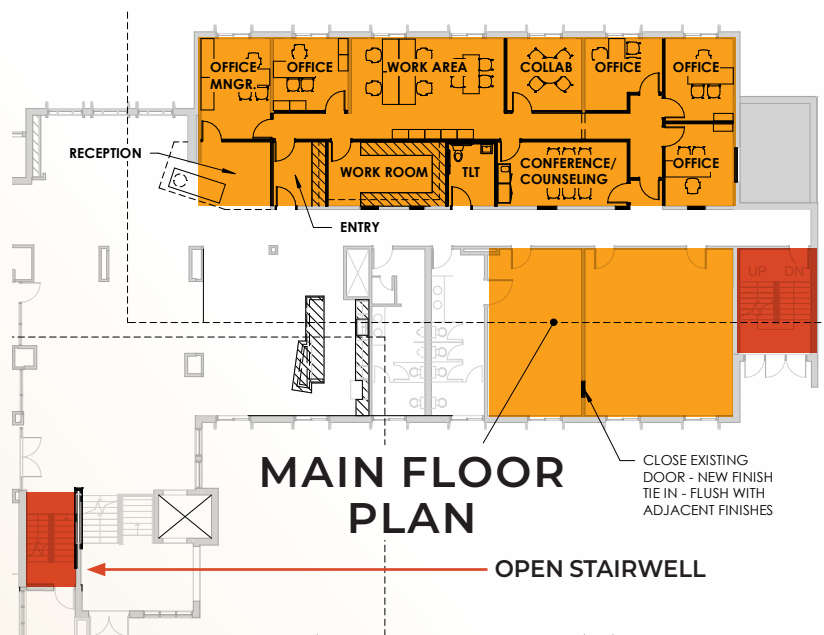 OFFICE
MNGR.
OFFICE
WORK AREA
COLLAB
OFFICE
OFFICE
RECEPTION
WORK ROOM
TLT
CONFERENCE/
COUNSELING
OFFICE
ENTRY
UP DN
MAIN FLOOR
PLAN
CLOSE EXISTING
DOOR - NEW FINISH
TIE IN - FLUSH WITH
ADJACENT FINISHES
OPEN STAIRWELL